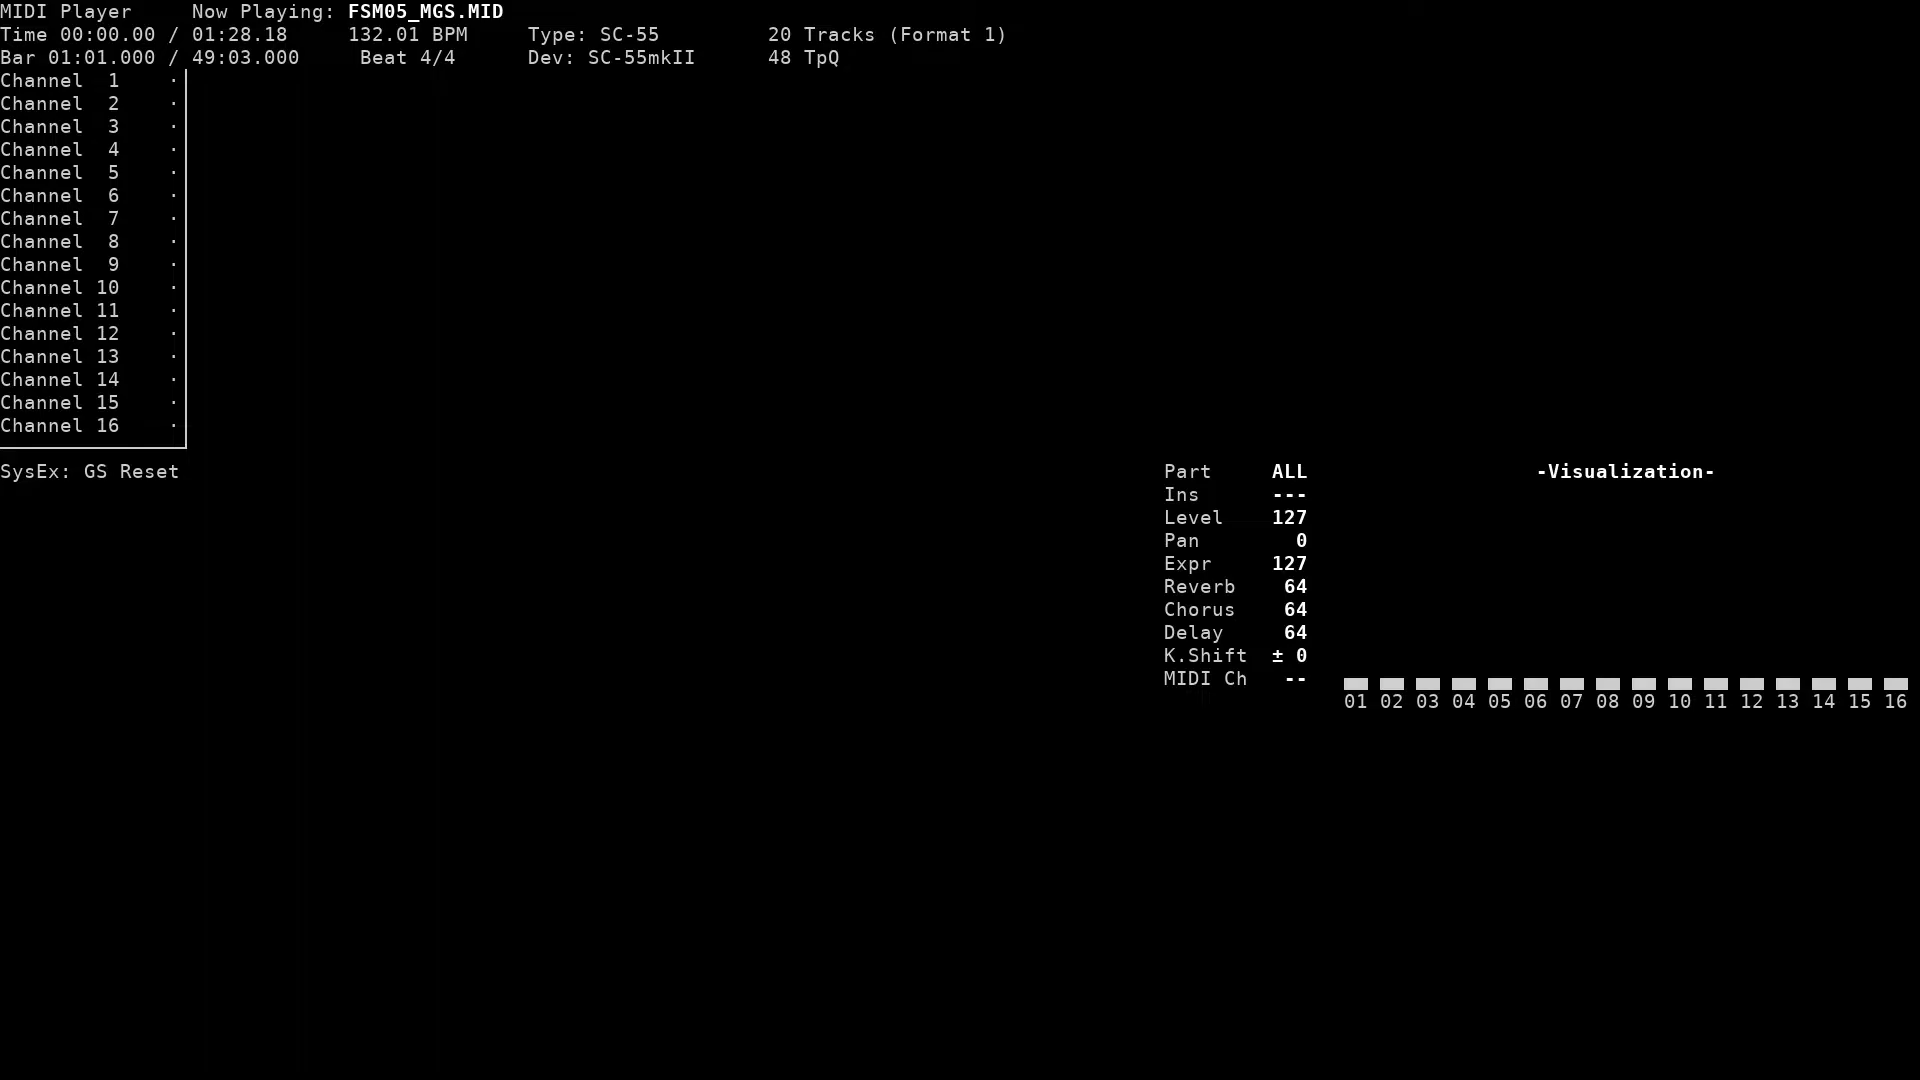 MIDI Player     Now Playing: FSM05_MGS.MID
Time 00:00.00 / 01:28.18     132.01 BPM     Type: SC-55         20 Tracks (Format 1)
Bar 01:01.000 / 49:03.000     Beat 4/4      Dev: SC-55mkII      48 TpQ
Channel  1    ·
Channel  2    ·
Channel  3    ·
Channel  4    ·
Channel  5    ·
Channel  6    ·
Channel  7    ·
Channel  8    ·
Channel  9    ·
Channel 10    ·
Channel 11    ·
Channel 12    ·
Channel 13    ·
Channel 14    ·
Channel 15    ·
Channel 16    ·
SysEx: GS Reset
Part     ALL
Ins      ---
Level    127
Pan        0
Expr     127
Reverb    64
Chorus    64
Delay     64
K.Shift  ± 0
MIDI Ch   --
-Visualization-
01 02 03 04 05 06 07 08 09 10 11 12 13 14 15 16